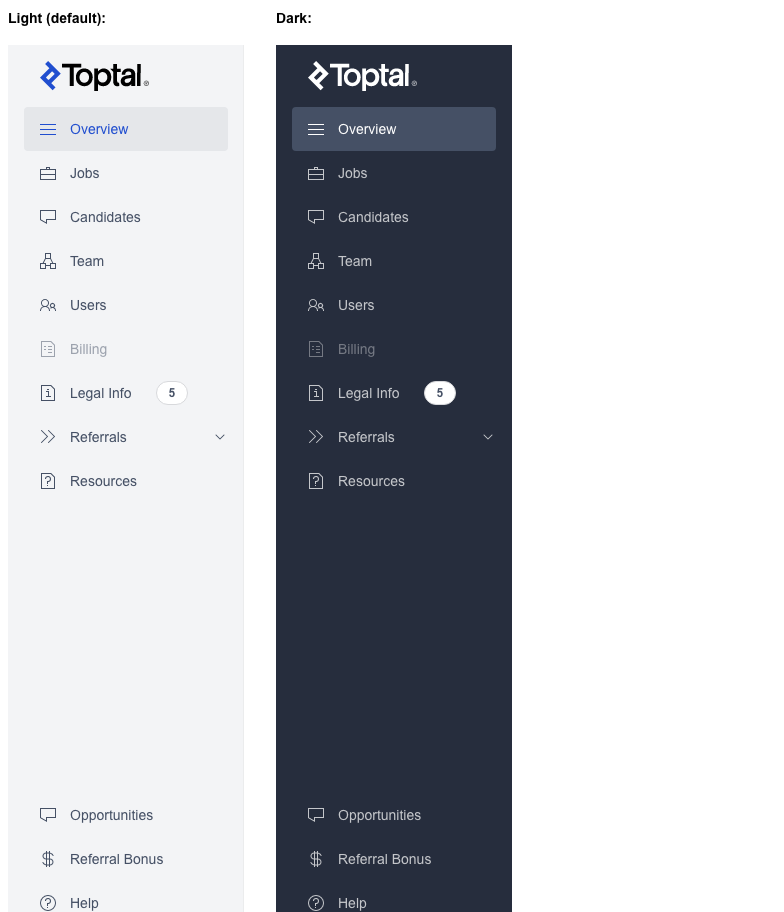 Light (default):
Toptal®
Overview
Jobs
Candidates
Team
Users
Billing
Legal Info 5
Referrals
Resources
Opportunities
Referral Bonus
Help
Dark:
Toptal®
Overview
Jobs
Candidates
Team
Users
Billing
Legal Info 5
Referrals
Resources
Opportunities
Referral Bonus
Help